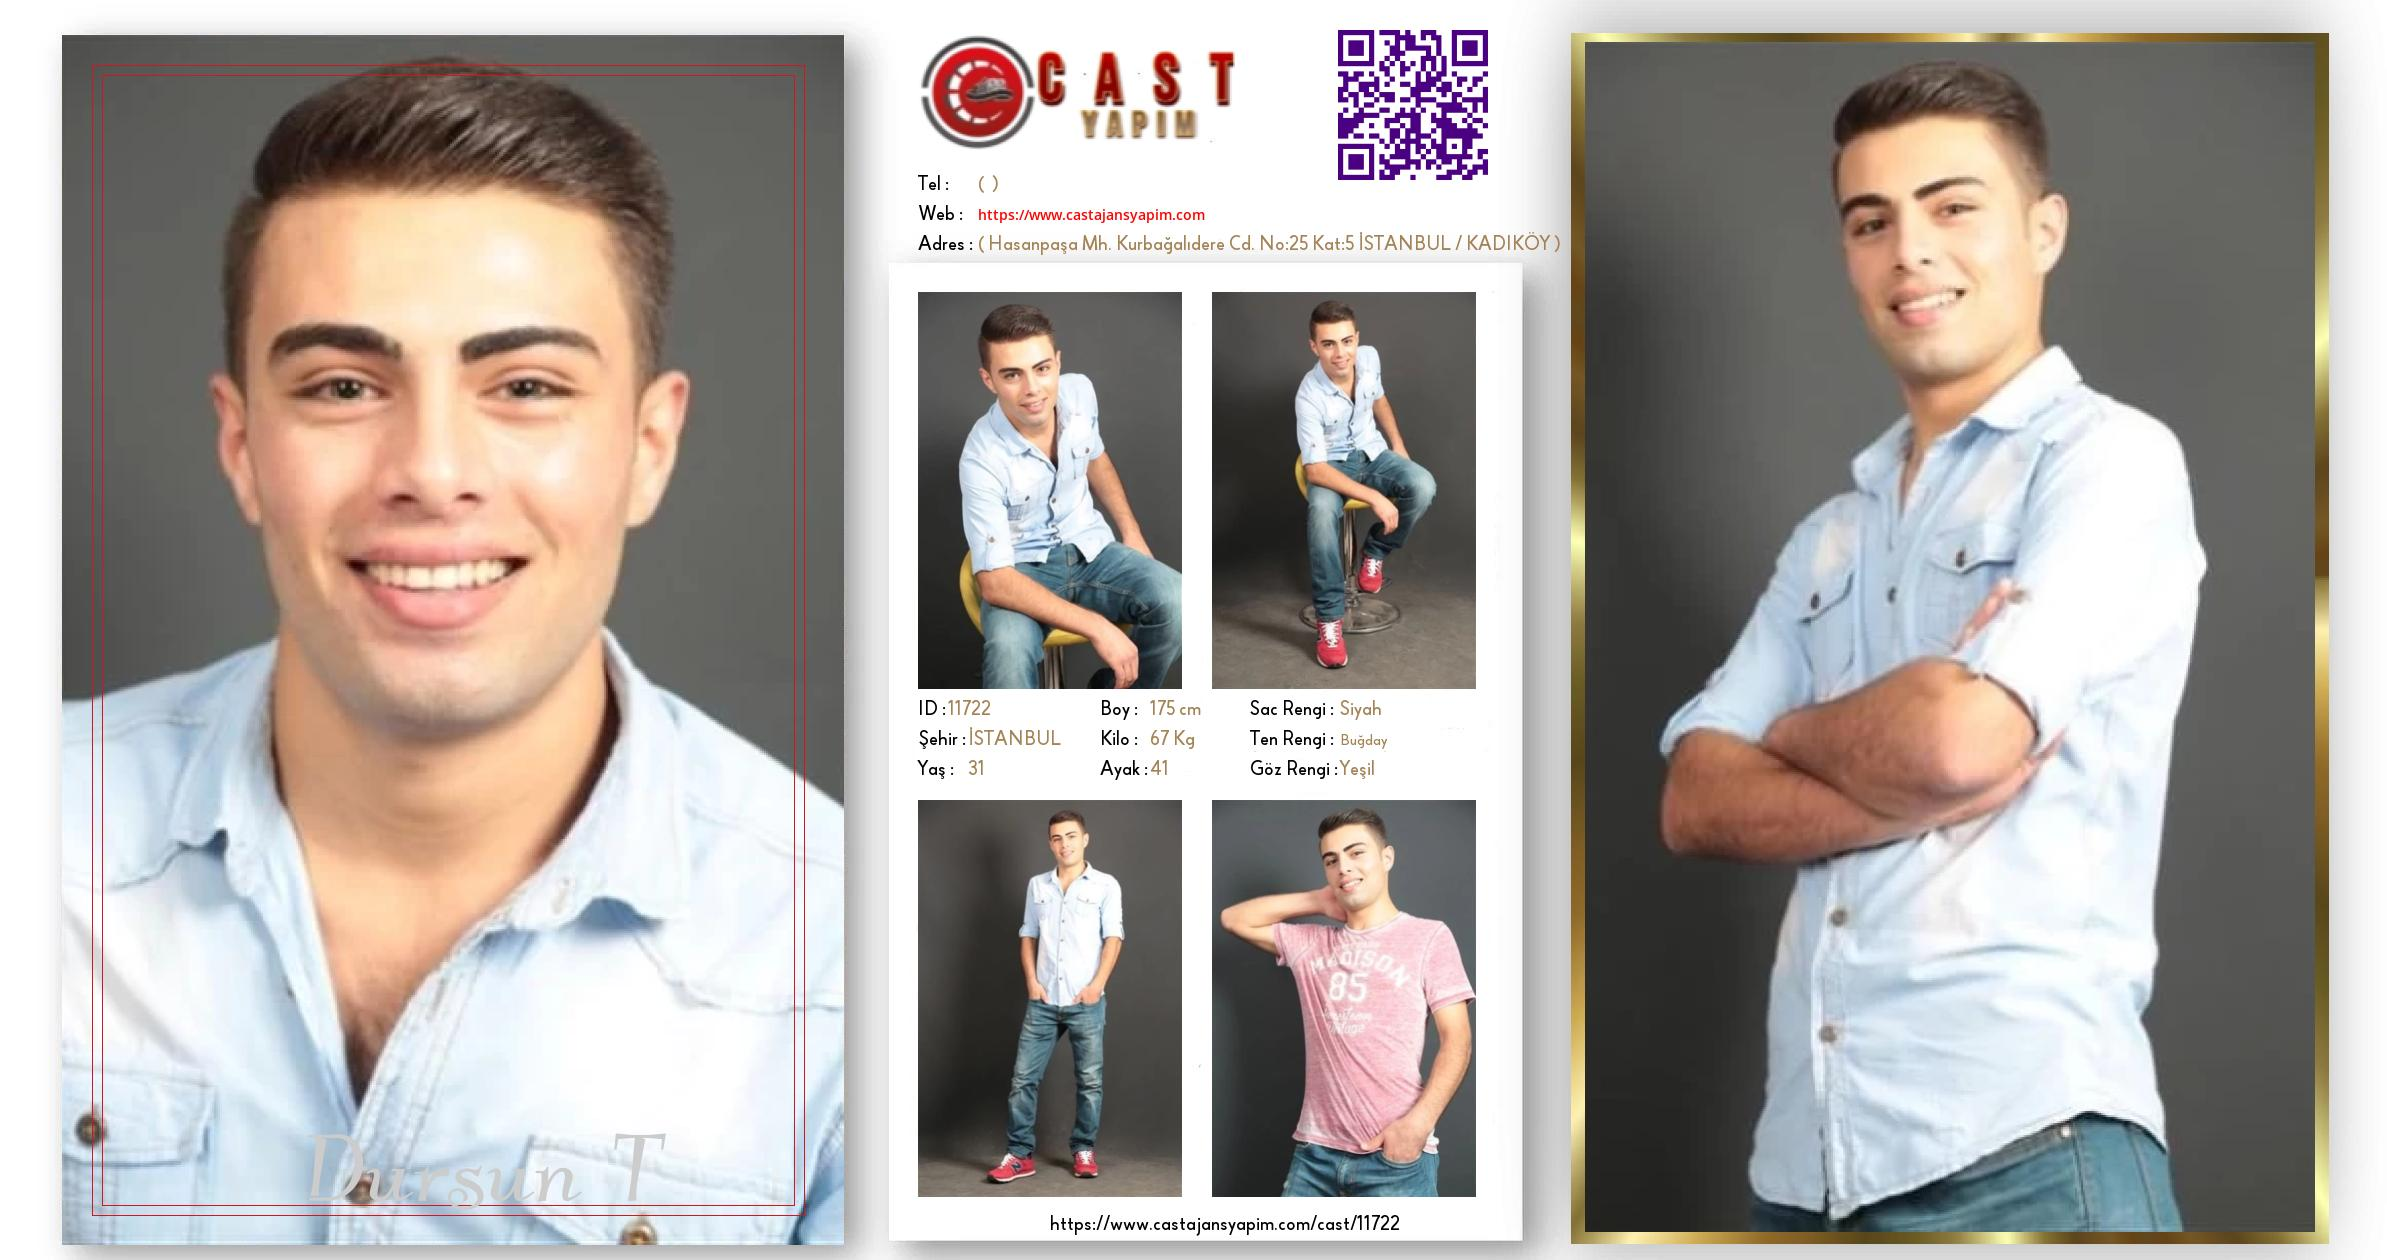 Dursun T
CAST
YAPIM
Tel : ( )
Web : https://www.castajansyapim.com
Adres : ( Hasanpaşa Mh. Kurbağalıdere Cd. No:25 Kat:5 İSTANBUL / KADIKÖY )
ID : 11722 Boy : 175 cm Sac Rengi : Siyah
Şehir : İSTANBUL Kilo : 67 Kg Ten Rengi : Buğday
Yaş : 31 Ayak : 41 Göz Rengi : Yeşil
MADISON
85
Village
https://www.castajansyapim.com/cast/11722